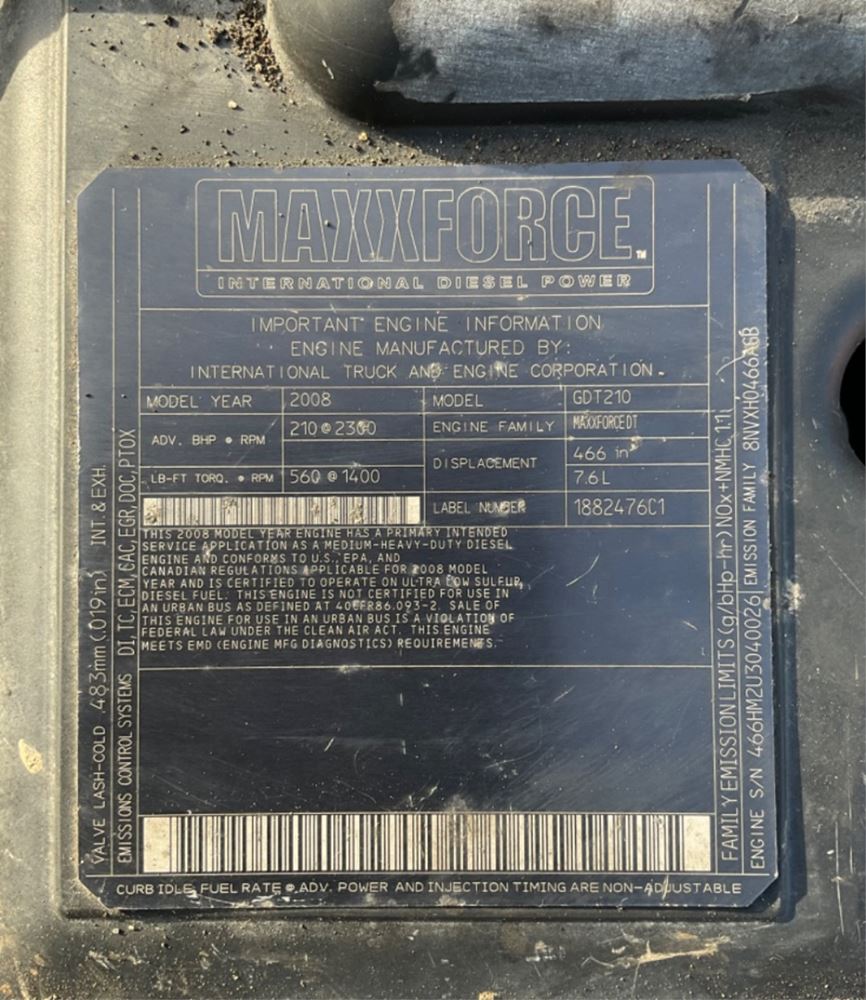 MAXXFORCE™
INTERNATIONAL DIESEL POWER
IMPORTANT ENGINE INFORMATION
ENGINE MANUFACTURED BY:
INTERNATIONAL TRUCK AND ENGINE CORPORATION.
MODEL YEAR 2008 MODEL GDT210
ADV. BHP @ RPM 210 @ 2300 ENGINE FAMILY MAXXFORCE DT
DISPLACEMENT 466 in³
LB-FT TORQ. @ RPM 560 @ 1400 7.6 L
LABEL NUMBER 1882476C1
THIS 2008 MODEL YEAR ENGINE HAS A PRIMARY INTENDED
SERVICE APPLICATION AS A MEDIUM-HEAVY-DUTY DIESEL
ENGINE AND CONFORMS TO U.S., EPA, AND
CANADIAN REGULATIONS APPLICABLE FOR 2008 MODEL
YEAR AND IS CERTIFIED TO OPERATE ON ULTRA LOW SULFUR
DIESEL FUEL. THIS ENGINE IS NOT CERTIFIED FOR USE IN
AN URBAN BUS AS DEFINED AT 40CFR86.093-2. SALE OF
THIS ENGINE FOR USE IN AN URBAN BUS IS A VIOLATION OF
FEDERAL LAW UNDER THE CLEAN AIR ACT. THIS ENGINE
MEETS EMD (ENGINE MFG DIAGNOSTICS) REQUIREMENTS.
VALVE LASH-COLD .483mm (.019in) INT. & EXH.
EMISSIONS CONTROL SYSTEMS DI, TC, ECM, CAC, EGR, DOC, PTOX
FAMILY EMISSION LIMITS (g/bHp-hr) NOx+NMHC 1.1
ENGINE S/N 466HM2U3040026 EMISSION FAMILY 8NVXH0466AGB
CURB IDLE, FUEL RATE @ ADV. POWER AND INJECTION TIMING ARE NON-ADJUSTABLE